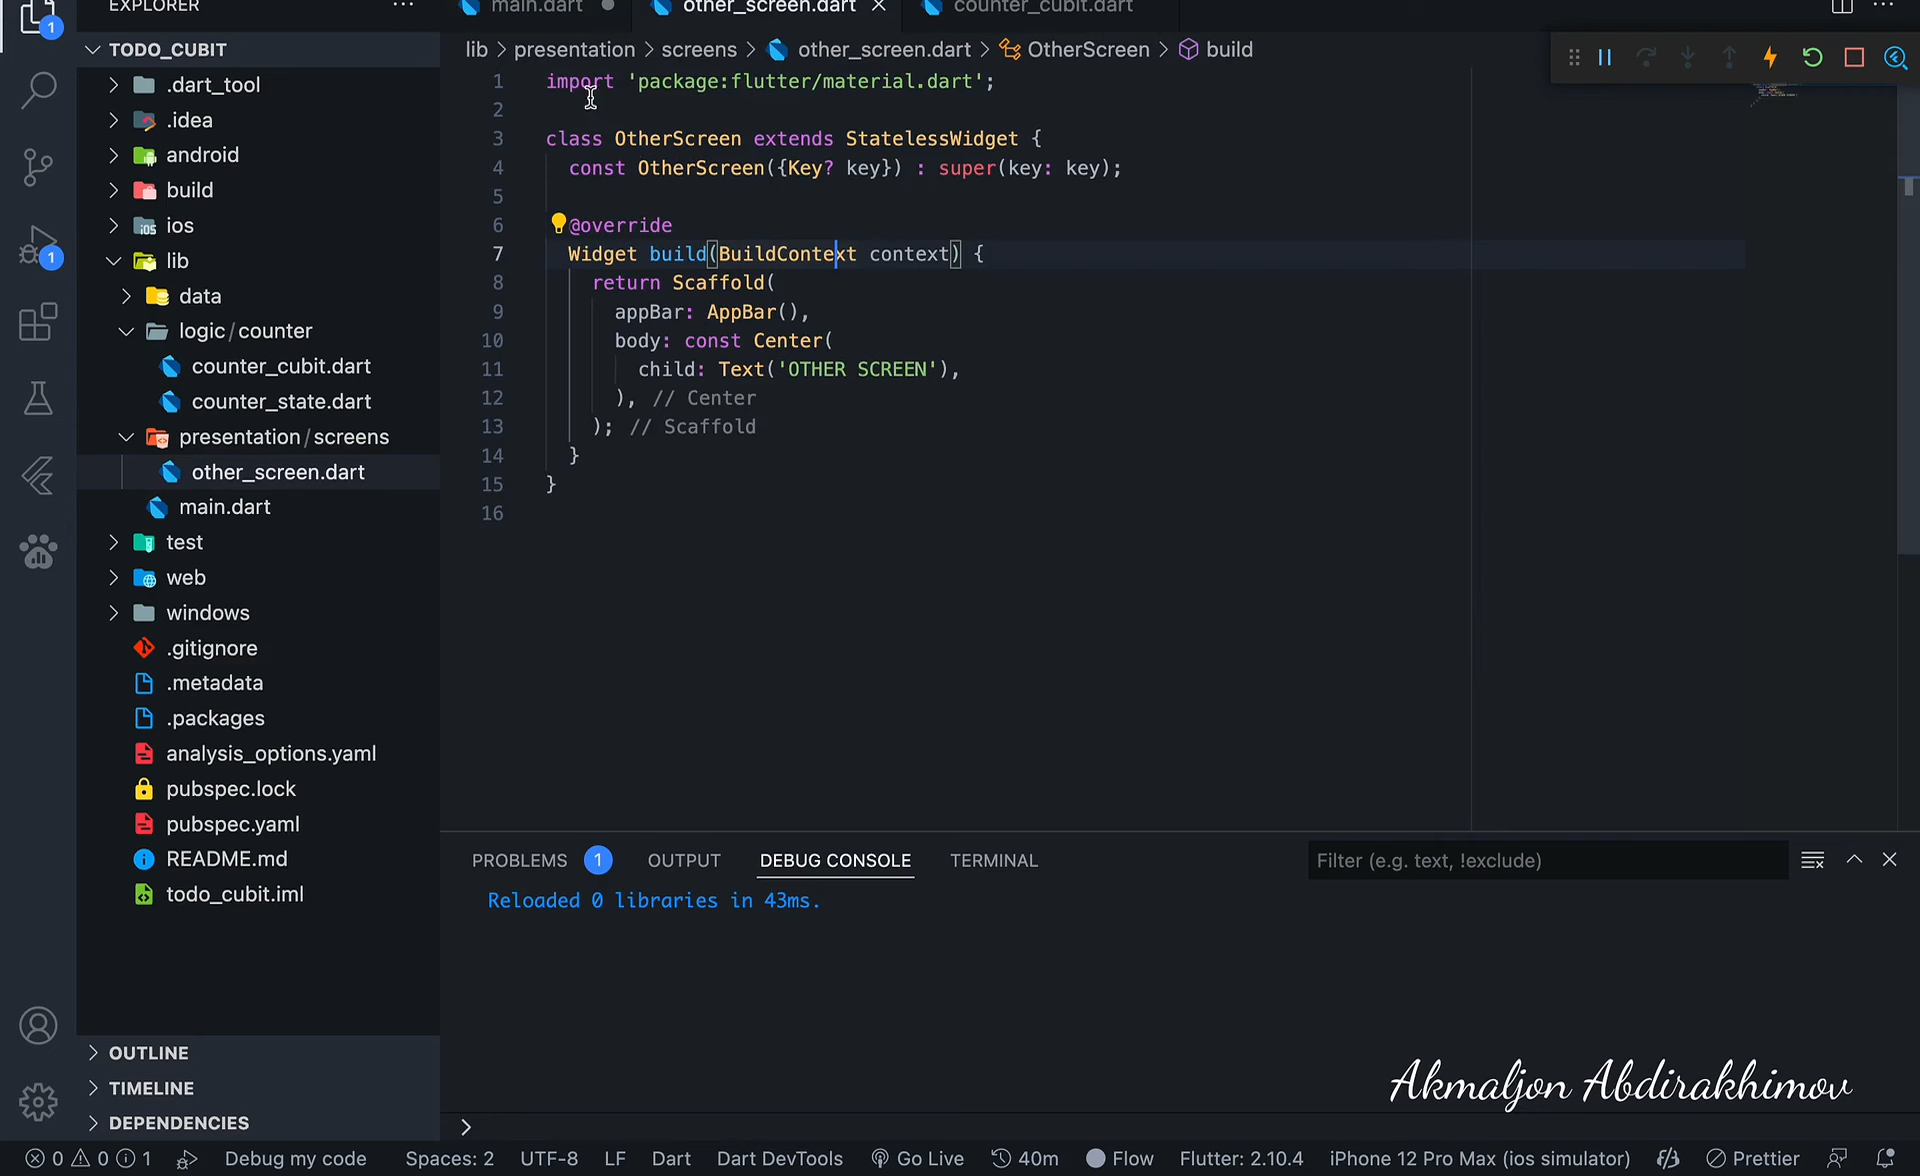 EXPLORER ...
main.dart
other_screen.dart
counter_cubit.dart
TODO_CUBIT
.dart_tool
.idea
android
build
ios
lib
data
logic/counter
counter_cubit.dart
counter_state.dart
presentation/screens
other_screen.dart
main.dart
test
web
windows
.gitignore
.metadata
.packages
analysis_options.yaml
pubspec.lock
pubspec.yaml
README.md
todo_cubit.iml
OUTLINE
TIMELINE
DEPENDENCIES
lib > presentation > screens > other_screen.dart > OtherScreen > build
1 import 'package:flutter/material.dart';
2
3 class OtherScreen extends StatelessWidget {
4 const OtherScreen({Key? key}) : super(key: key);
5
6 @override
7 Widget build(BuildContext context) {
8 return Scaffold(
9 appBar: AppBar(),
10 body: const Center(
11 child: Text('OTHER SCREEN'),
12 ), // Center
13 ); // Scaffold
14 }
15 }
16
PROBLEMS 1 OUTPUT DEBUG CONSOLE TERMINAL Filter (e.g. text, !exclude)
Reloaded 0 libraries in 43ms.
Akmaljon Abdirakhimov
0 0 1 Debug my code Spaces: 2 UTF-8 LF Dart Dart DevTools Go Live 40m Flow Flutter: 2.10.4 iPhone 12 Pro Max (ios simulator) Prettier